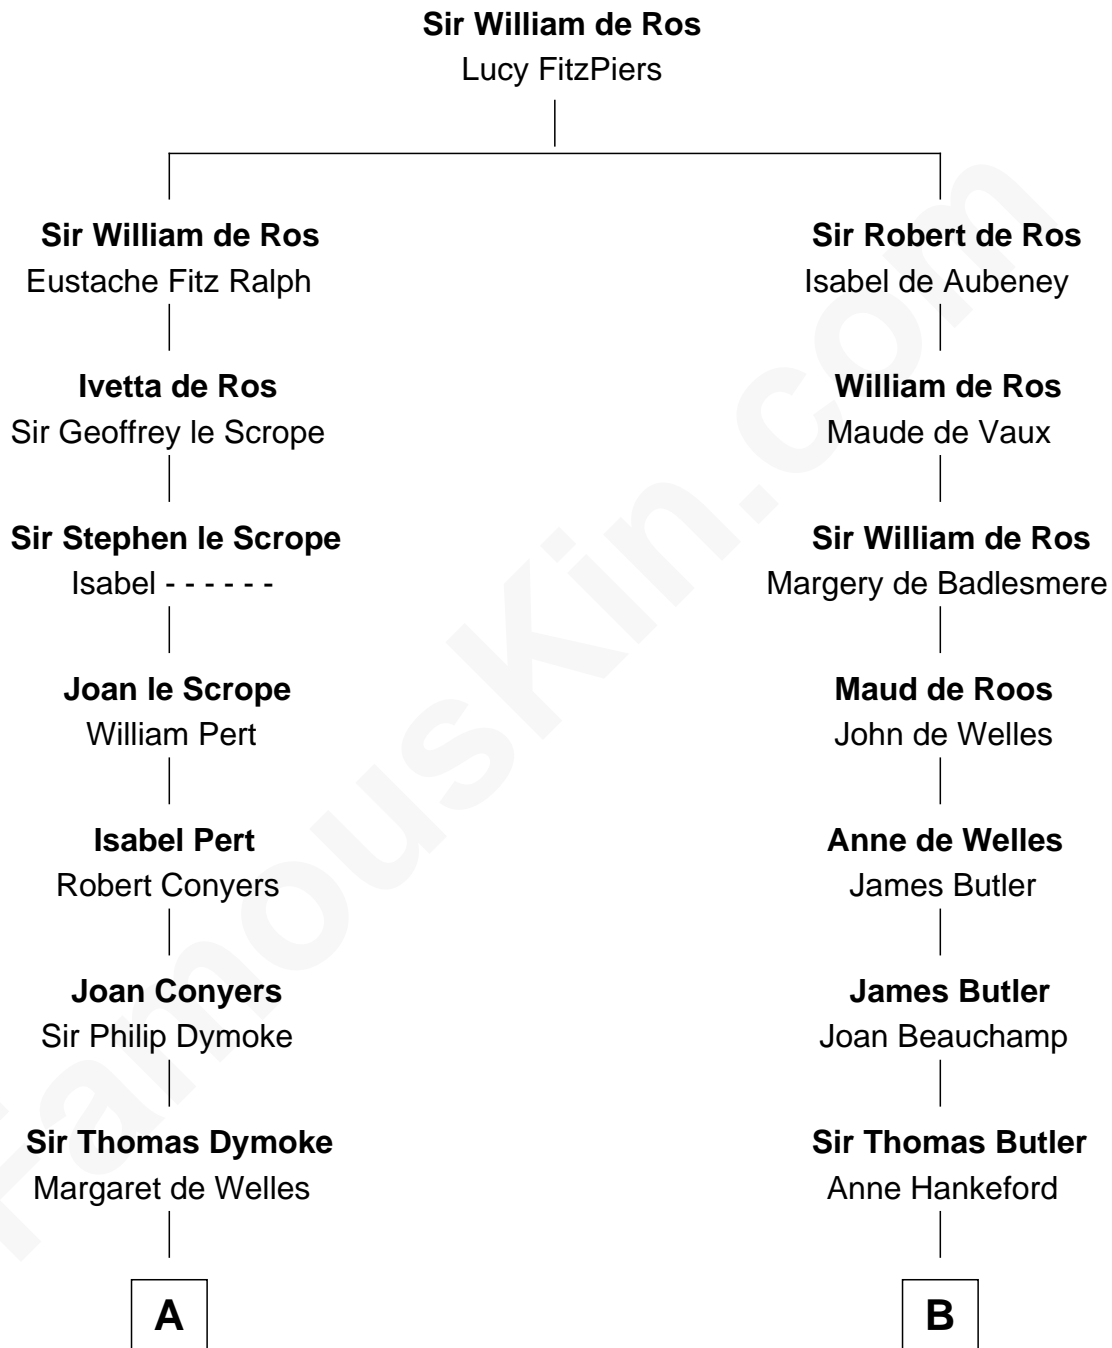 Sir William de Ros
Lucy FitzPiers
Sir William de Ros
Eustache Fitz Ralph
Sir Robert de Ros
Isabel de Aubeney
Ivetta de Ros
Sir Geoffrey le Scrope
William de Ros
Maude de Vaux
Sir Stephen le Scrope
Isabel - - - - - -
Sir William de Ros
Margery de Badlesmere
Joan le Scrope
William Pert
Maud de Roos
John de Welles
Isabel Pert
Robert Conyers
Anne de Welles
James Butler
Joan Conyers
Sir Philip Dymoke
James Butler
Joan Beauchamp
Sir Thomas Dymoke
Margaret de Welles
Sir Thomas Butler
Anne Hankeford
A
B
FamousKin.com